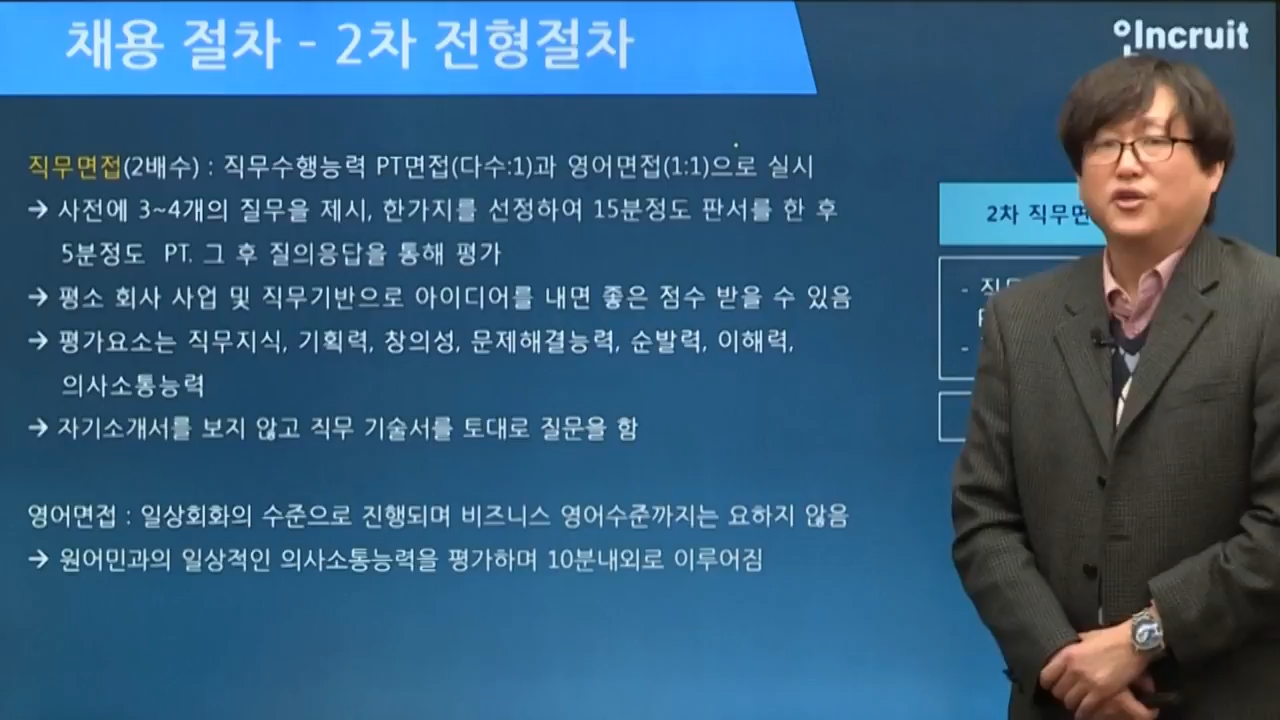 채용 절차 - 2차 전형절차
인Incruit
직무면접(2배수) : 직무수행능력 PT면접(다수:1)과 영어면접(1:1)으로 실시
→ 사전에 3~4개의 질무을 제시, 한가지를 선정하여 15분정도 판서를 한 후
5분정도 PT. 그 후 질의응답을 통해 평가
→ 평소 회사 사업 및 직무기반으로 아이디어를 내면 좋은 점수 받을 수 있음
→ 평가요소는 직무지식, 기획력, 창의성, 문제해결능력, 순발력, 이해력,
의사소통능력
→ 자기소개서를 보지 않고 직무 기술서를 토대로 질문을 함
영어면접 : 일상회화의 수준으로 진행되며 비즈니스 영어수준까지는 요하지 않음
→ 원어민과의 일상적인 의사소통능력을 평가하며 10분내외로 이루어짐
2차